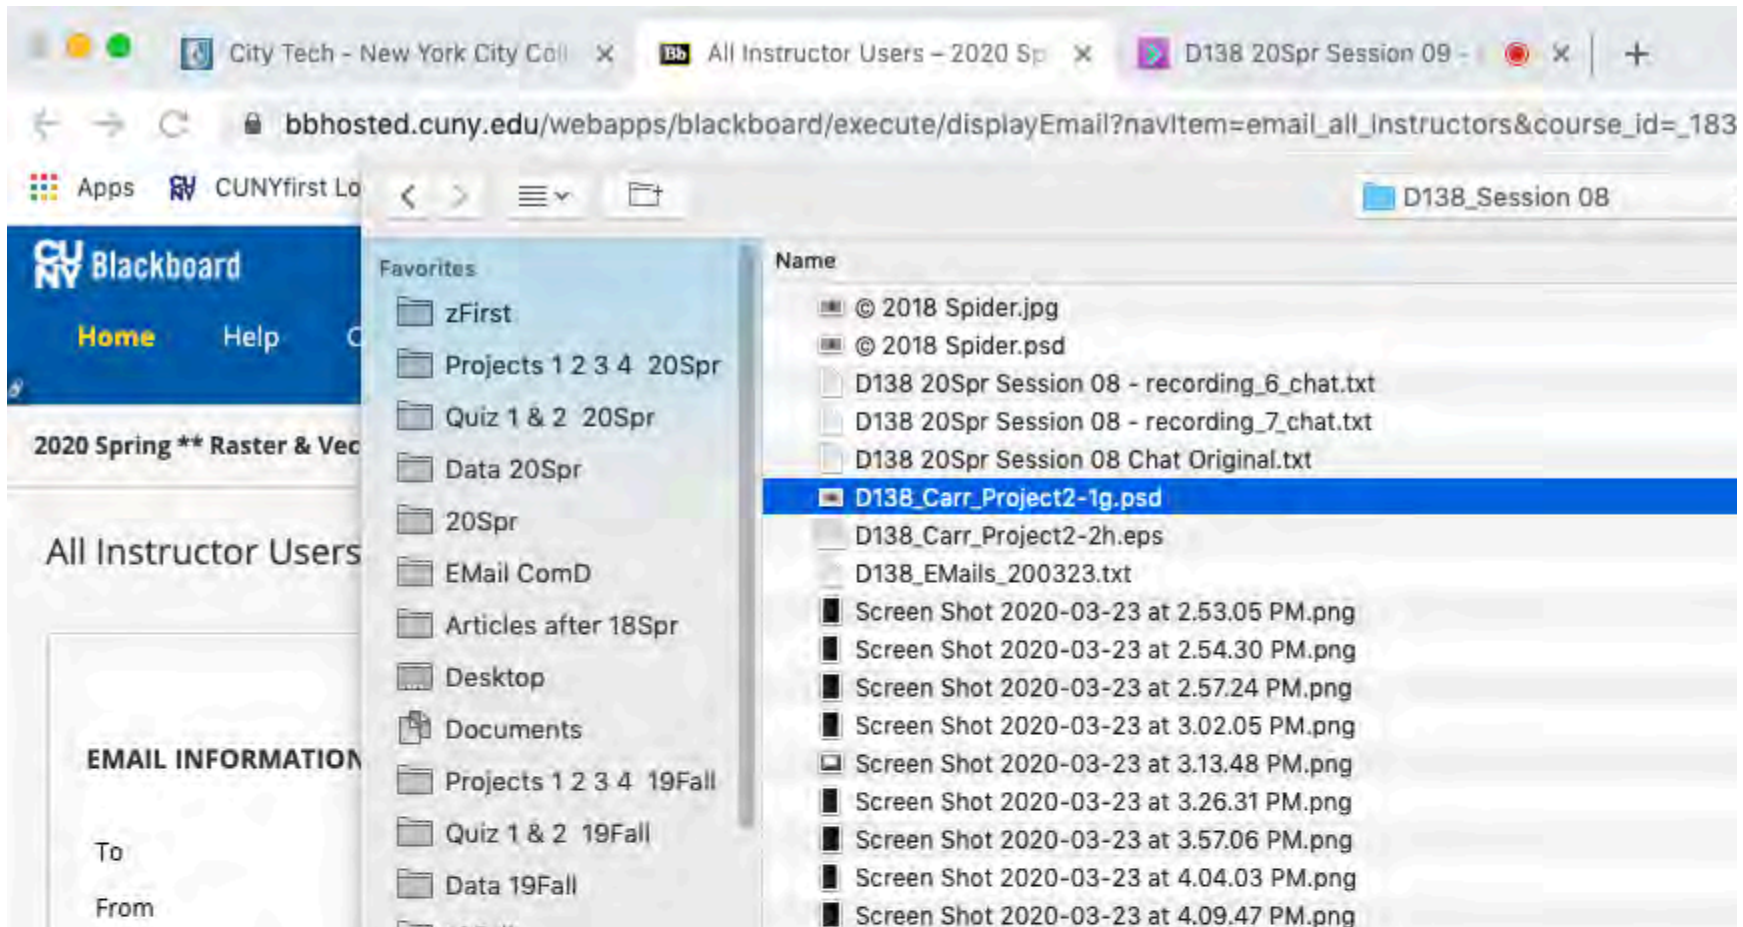 City Tech - New York City Coll
All Instructor Users – 2020 Sp
D138 20Spr Session 09 -
bbhosted.cuny.edu/webapps/blackboard/execute/displayEmail?navItem=email_all_instructors&course_id=_183
Apps
CUNYfirst Lo
D138_Session 08
CUNY Blackboard
Home
Help
2020 Spring ** Raster & Vec
All Instructor Users
EMAIL INFORMATION
To
From
Favorites
zFirst
Projects 1 2 3 4 20Spr
Quiz 1 & 2 20Spr
Data 20Spr
20Spr
EMail ComD
Articles after 18Spr
Desktop
Documents
Projects 1 2 3 4 19Fall
Quiz 1 & 2 19Fall
Data 19Fall
Name
© 2018 Spider.jpg
© 2018 Spider.psd
D138 20Spr Session 08 - recording_6_chat.txt
D138 20Spr Session 08 - recording_7_chat.txt
D138 20Spr Session 08 Chat Original.txt
D138_Carr_Project2-1g.psd
D138_Carr_Project2-2h.eps
D138_EMails_200323.txt
Screen Shot 2020-03-23 at 2.53.05 PM.png
Screen Shot 2020-03-23 at 2.54.30 PM.png
Screen Shot 2020-03-23 at 2.57.24 PM.png
Screen Shot 2020-03-23 at 3.02.05 PM.png
Screen Shot 2020-03-23 at 3.13.48 PM.png
Screen Shot 2020-03-23 at 3.26.31 PM.png
Screen Shot 2020-03-23 at 3.57.06 PM.png
Screen Shot 2020-03-23 at 4.04.03 PM.png
Screen Shot 2020-03-23 at 4.09.47 PM.png